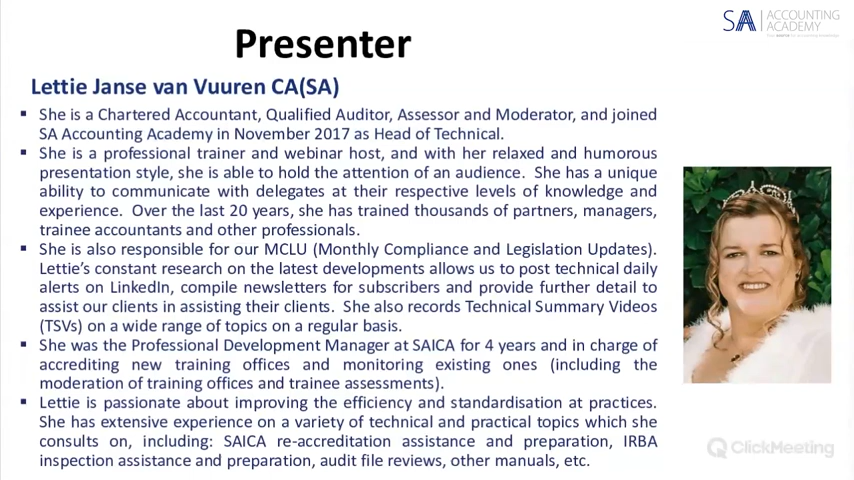 SA ACCOUNTING
ACADEMY
Presenter
Lettie Janse van Vuuren CA(SA)
▪ She is a Chartered Accountant, Qualified Auditor, Assessor and Moderator, and joined
SA Accounting Academy in November 2017 as Head of Technical.
▪ She is a professional trainer and webinar host, and with her relaxed and humorous
presentation style, she is able to hold the attention of an audience. She has a unique
ability to communicate with delegates at their respective levels of knowledge and
experience. Over the last 20 years, she has trained thousands of partners, managers,
trainee accountants and other professionals.
▪ She is also responsible for our MCLU (Monthly Compliance and Legislation Updates).
Lettie’s constant research on the latest developments allows us to post technical daily
alerts on LinkedIn, compile newsletters for subscribers and provide further detail to
assist our clients in assisting their clients. She also records Technical Summary Videos
(TSVs) on a wide range of topics on a regular basis.
▪ She was the Professional Development Manager at SAICA for 4 years and in charge of
accrediting new training offices and monitoring existing ones (including the
moderation of training offices and trainee assessments).
▪ Lettie is passionate about improving the efficiency and standardisation at practices.
She has extensive experience on a variety of technical and practical topics which she
consults on, including: SAICA re-accreditation assistance and preparation, IRBA
inspection assistance and preparation, audit file reviews, other manuals, etc.
ClickMeeting